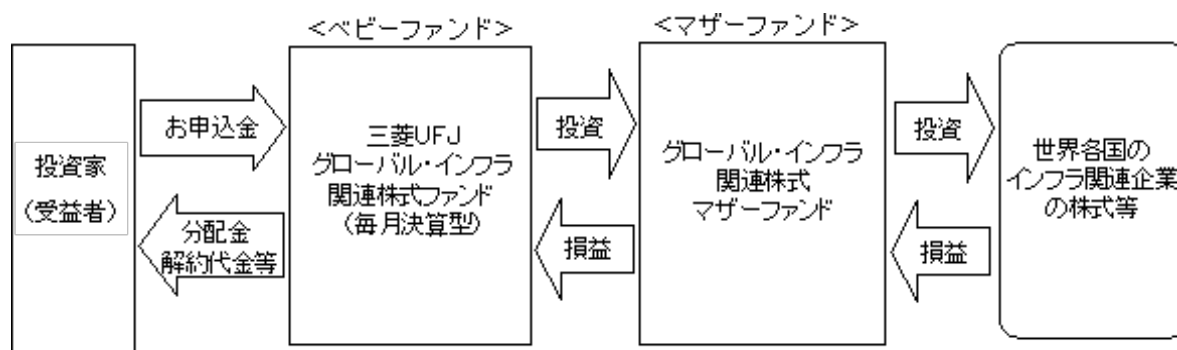 <ベビーファンド>
<マザーファンド>
投資家
(受益者)
お申込金
分配金
解約代金等
三菱UFJ
グローバル・インフラ
関連株式ファンド
(毎月決算型)
投資
損益
グローバル・インフラ
関連株式
マザーファンド
投資
損益
世界各国の
インフラ関連企業
の株式等